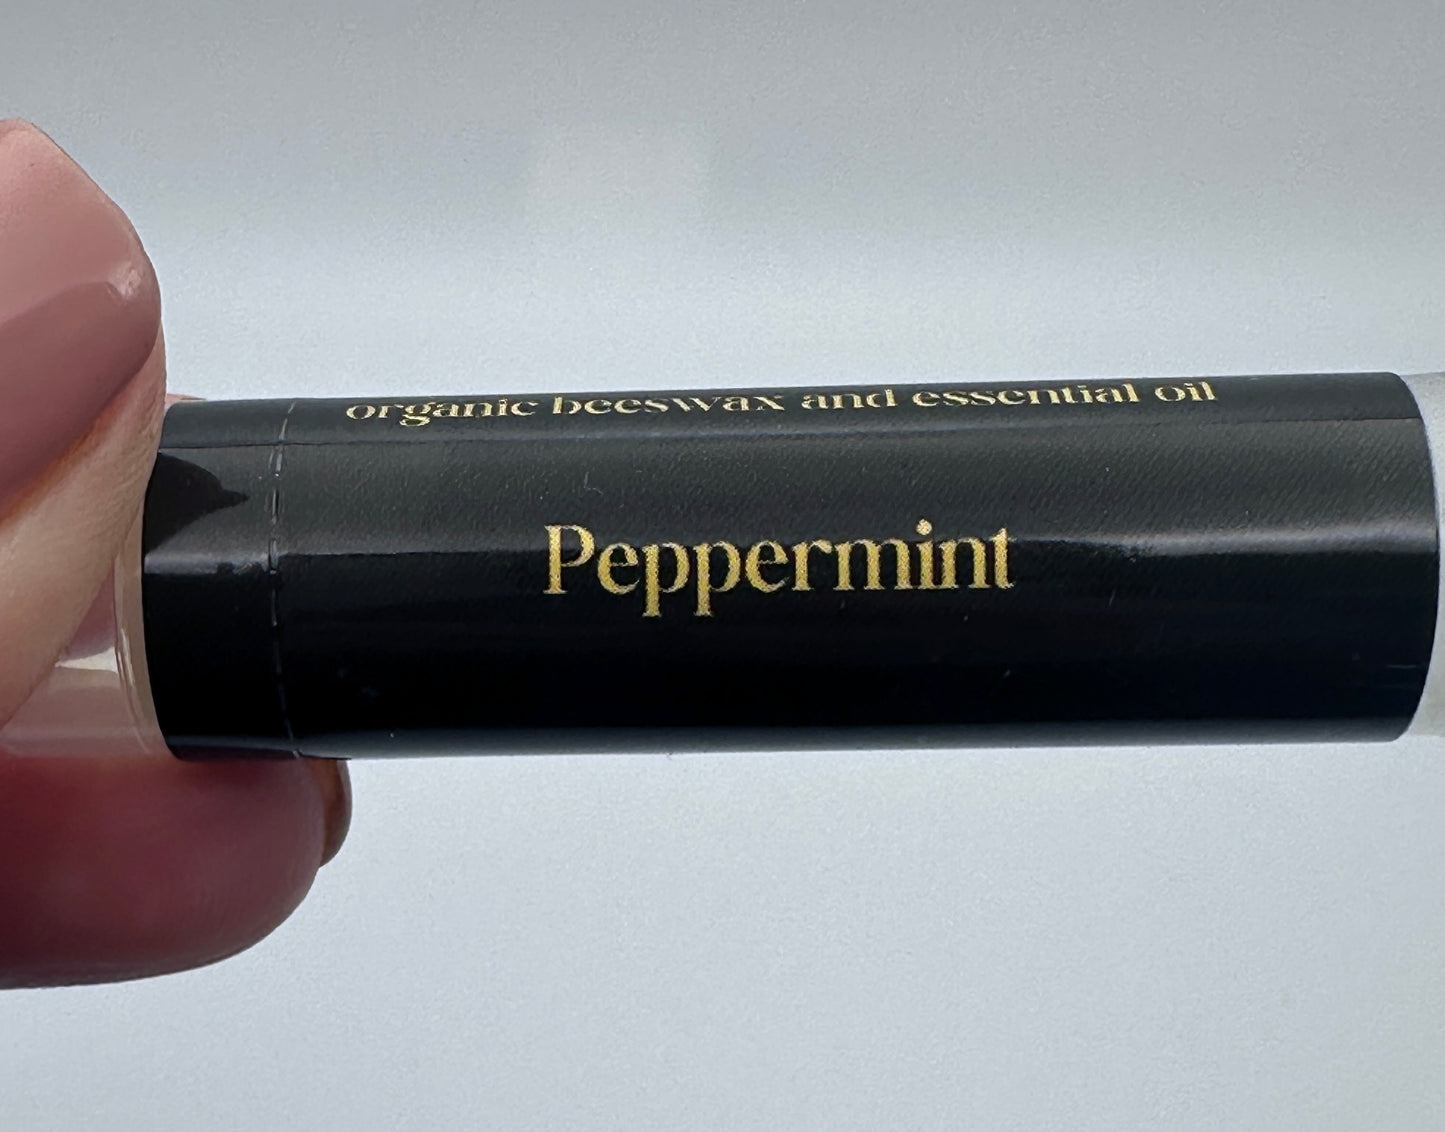 organic beeswax and essential oil
Peppermint